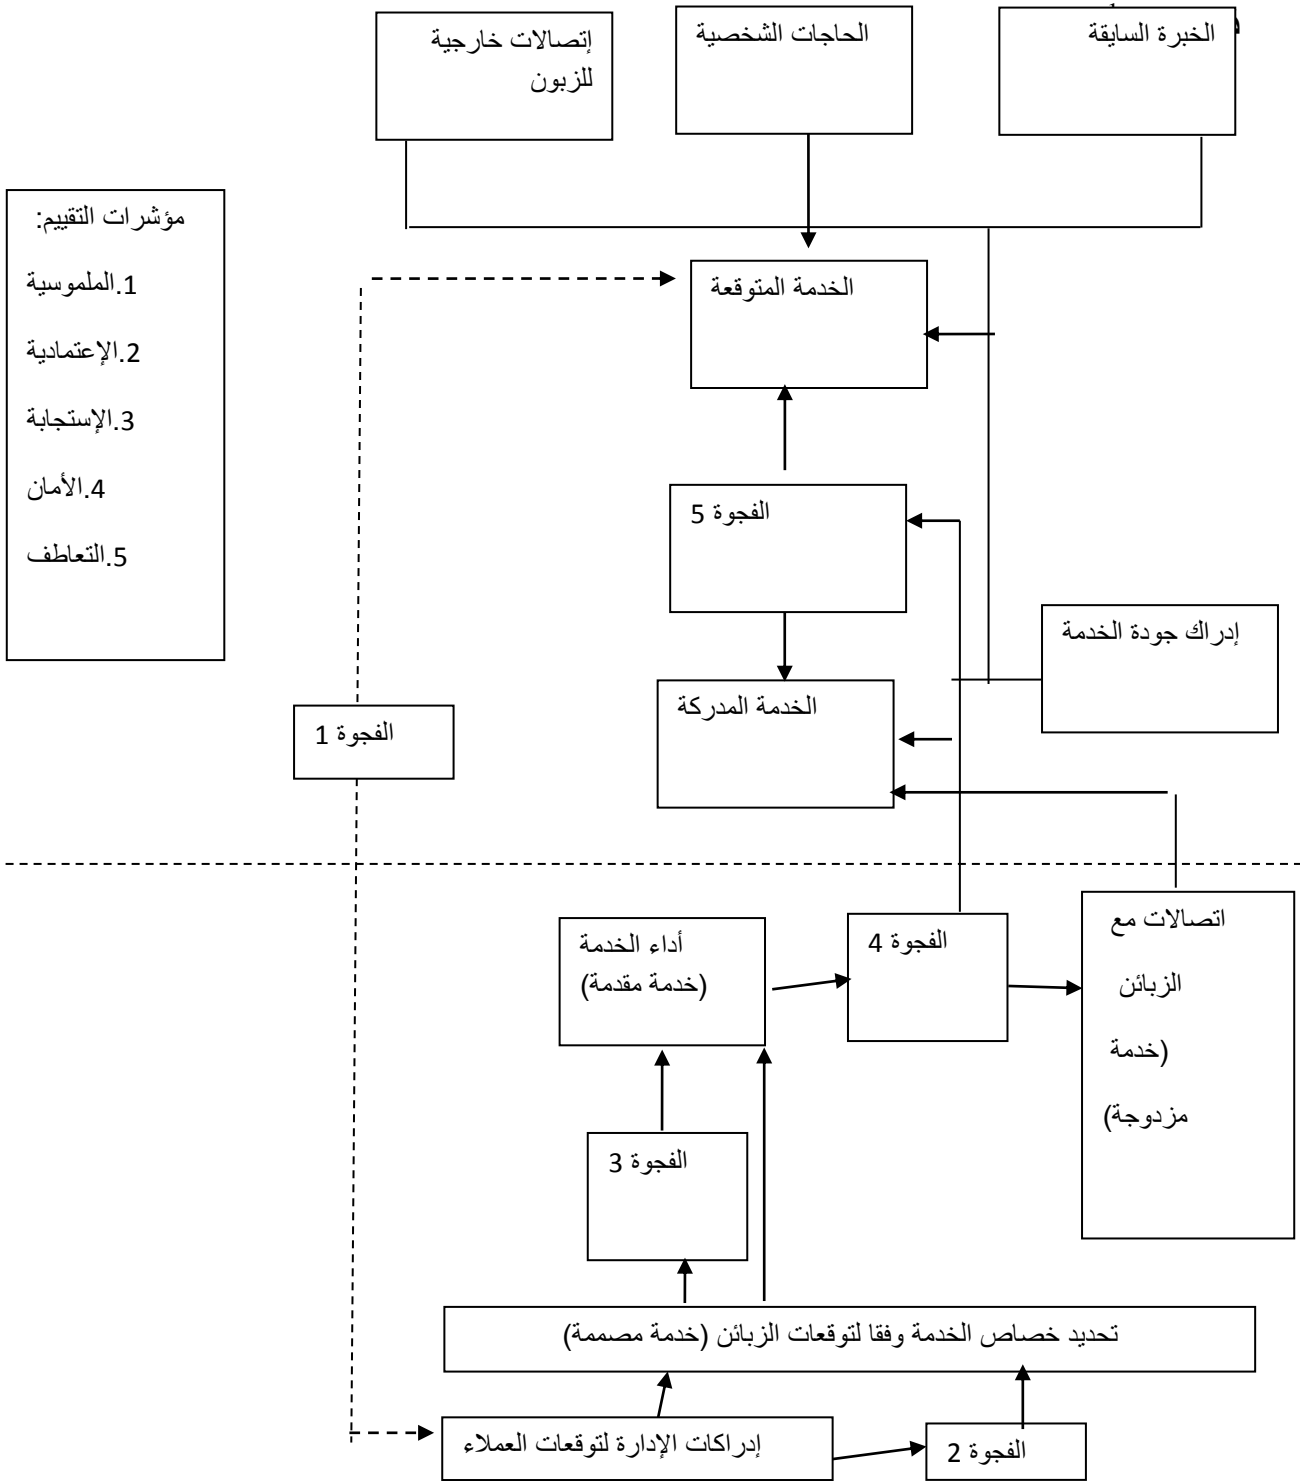 الخبرة السايقة
الحاجات الشخصية
إتصالات خارجية
للزبون
مؤشرات التقييم:
1.الملموسية
2.الإعتمادية
3.الإستجابة
4.الأمان
5.التعاطف
الخدمة المتوقعة
الفجوة 5
إدراك جودة الخدمة
الخدمة المدركة
الفجوة 1
اتصالات مع
الزبائن
(خدمة
مزدوجة)
الفجوة 4
أداء الخدمة
(خدمة مقدمة)
الفجوة 3
تحديد خصاص الخدمة وفقا لتوقعات الزبائن (خدمة مصممة)
إدراكات الإدارة لتوقعات العملاء
الفجوة 2